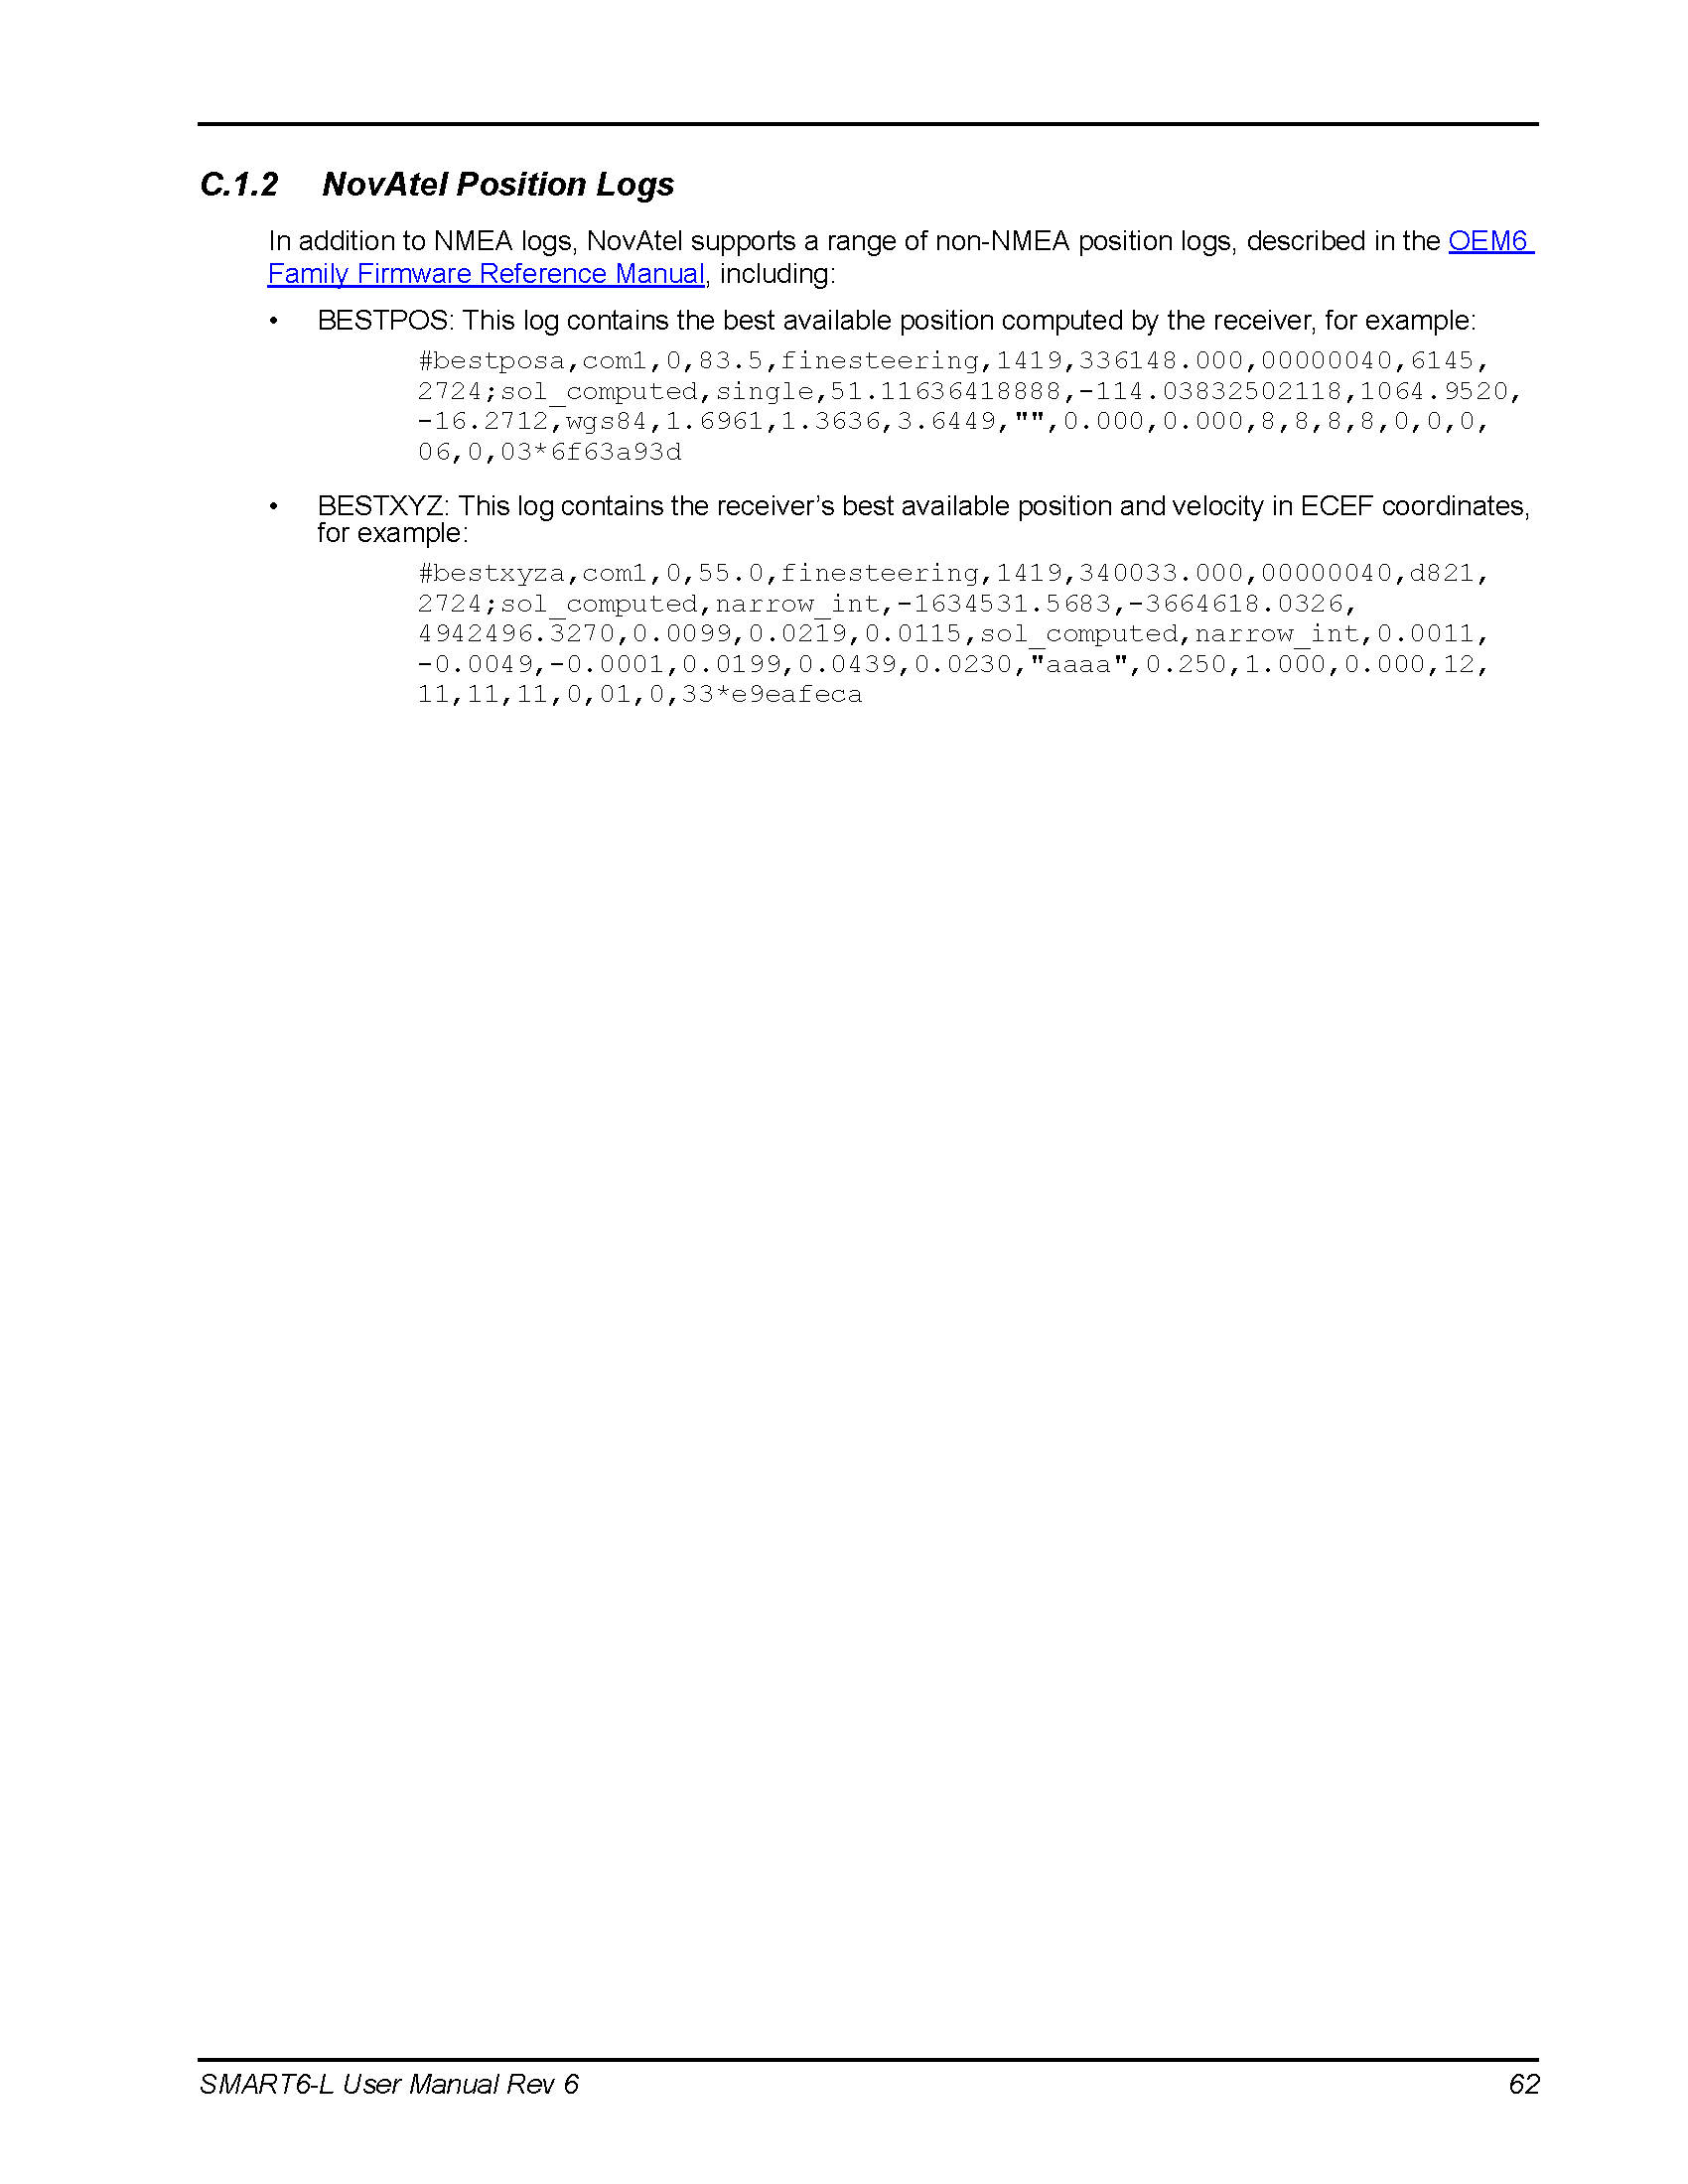 C.1.2 NovAtel Position Logs
In addition to NMEA logs, NovAtel supports a range of non-NMEA position logs, described in the OEM6
Family Firmware Reference Manual, including:
• BESTPOS: This log contains the best available position computed by the receiver, for example:
#bestposa,com1,0,83.5,finesteering,1419,336148.000,00000040,6145,
2724;sol_computed,single,51.11636418888,-114.03832502118,1064.9520,
-16.2712,wgs84,1.6961,1.3636,3.6449,"",0.000,0.000,8,8,8,8,0,0,0,
06,0,03*6f63a93d
• BESTXYZ: This log contains the receiver’s best available position and velocity in ECEF coordinates,
for example:
#bestxyza,com1,0,55.0,finesteering,1419,340033.000,00000040,d821,
2724;sol_computed,narrow_int,-1634531.5683,-3664618.0326,
4942496.3270,0.0099,0.0219,0.0115,sol_computed,narrow_int,0.0011,
-0.0049,-0.0001,0.0199,0.0439,0.0230,"aaaa",0.250,1.000,0.000,12,
11,11,11,0,01,0,33*e9eafeca
SMART6-L User Manual Rev 6 62